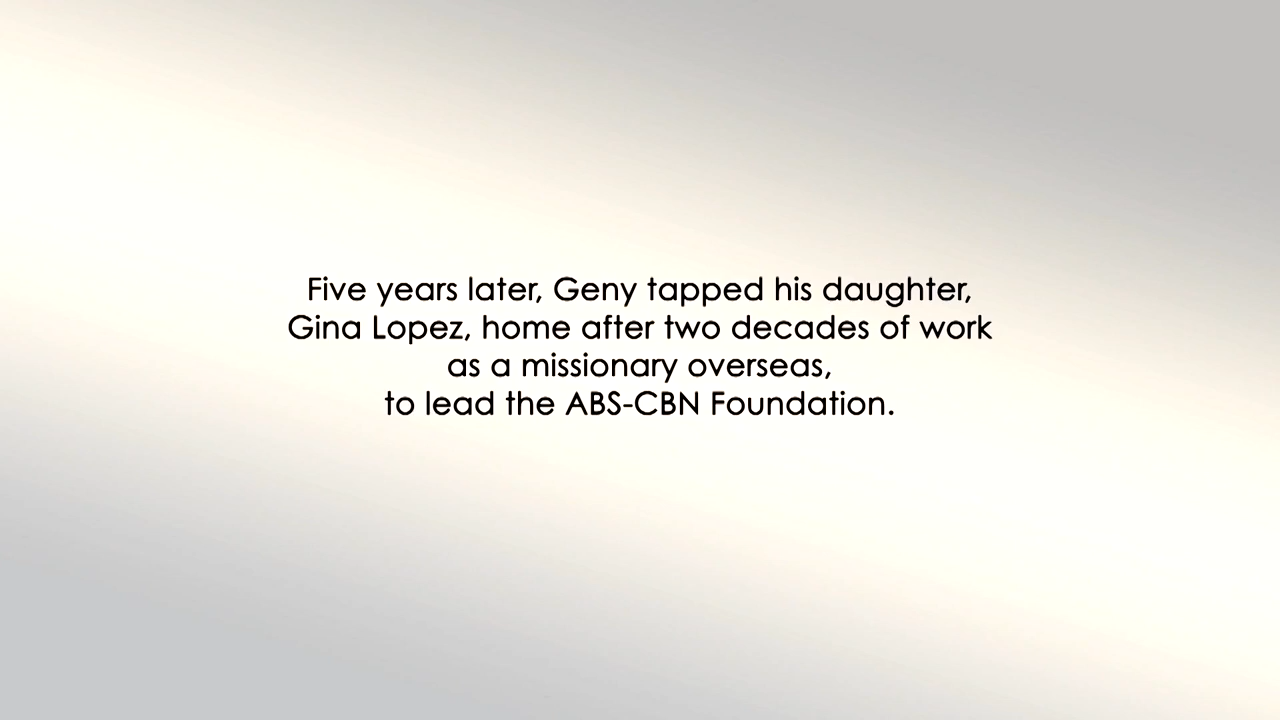 Five years later, Geny tapped his daughter,
Gina Lopez, home after two decades of work
as a missionary overseas,
to lead the ABS-CBN Foundation.